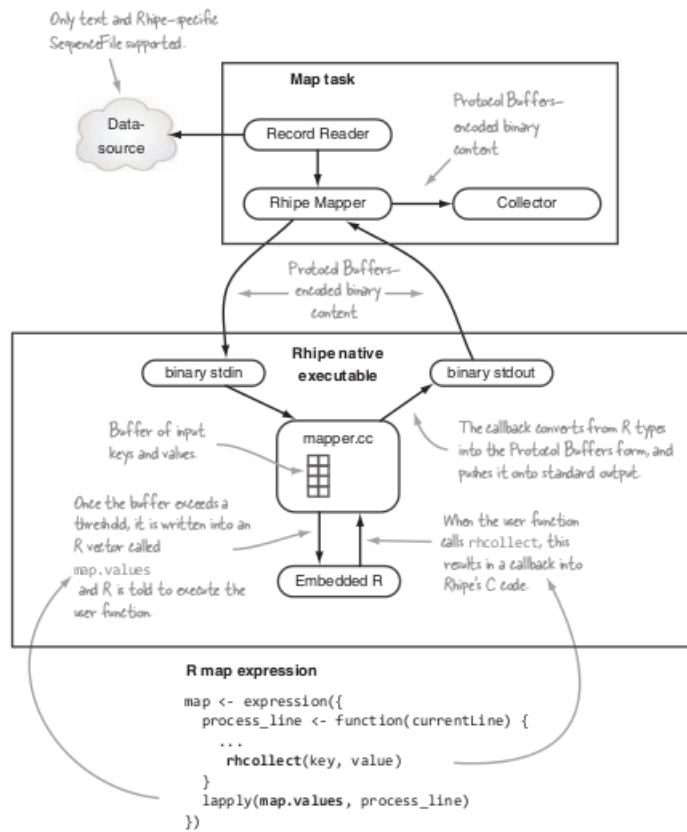 Only text and Rhipe-specific
SequenceFile supported.
Map task
Data-
source
Record Reader
Protocol Buffers–
encoded binary
content
Rhipe Mapper
Collector
Protocol Buffers–
encoded binary
content
Rhipe native
executable
binary stdin
binary stdout
mapper.cc
Buffer of input
keys and values.
The callback converts from R types
into the Protocol Buffers form, and
pushes it onto standard output.
Once the buffer exceeds a
threshold, it is written into an
R vector called
map.values
and R is told to execute the
user function.
When the user function
calls rhcollect, this
results in a callback into
Rhipe's C code.
Embedded R
R map expression
map <- expression({
process_line <- function(currentLine) {
...
rhcollect(key, value)
}
lapply(map.values, process_line)
})